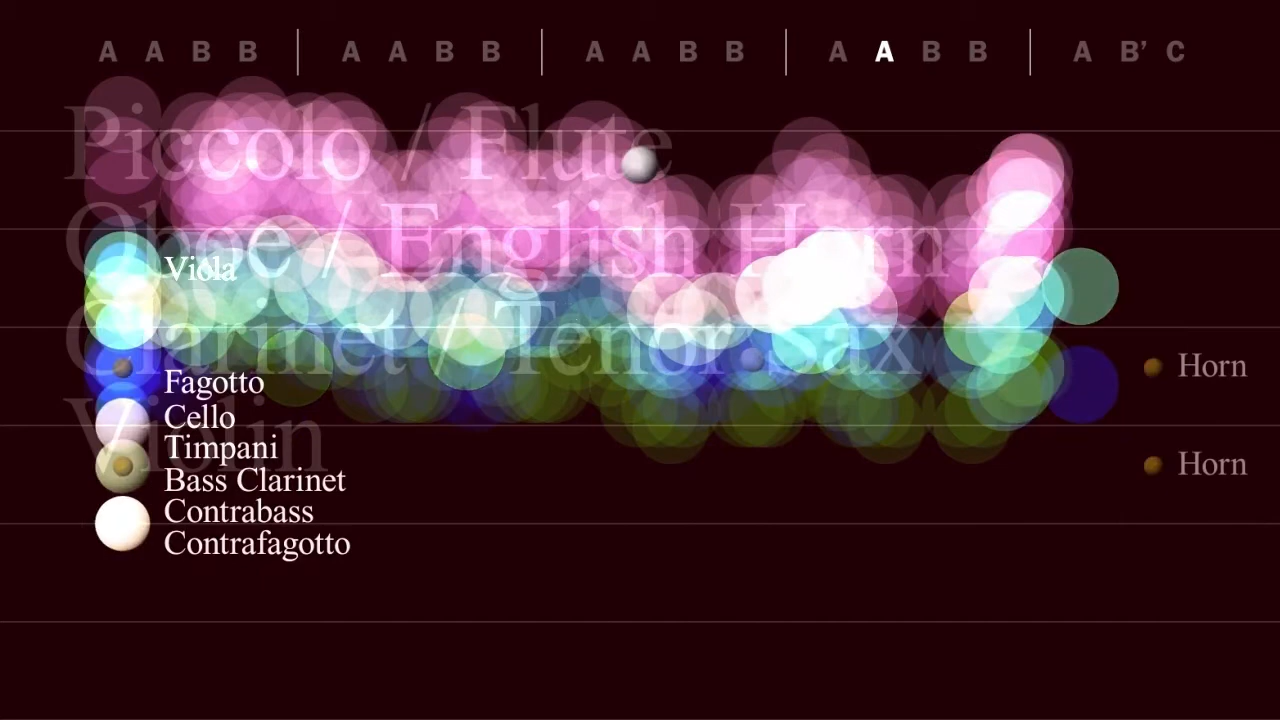 A A B B | A A B B | A A B B | A A B B | A B’ C
Piccolo / Flute
Oboe / English Horn
Viola
Clarinet / Tenor Sax
Horn
Fagotto
Cello
Violin
Timpani
Horn
Bass Clarinet
Contrabass
Contrafagotto